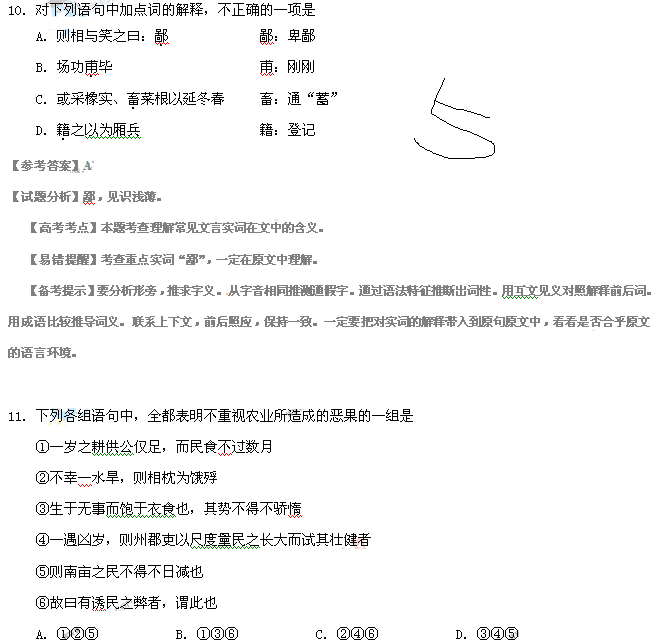 10. 对下列语句中加点词的解释，不正确的一项是
A. 则相与笑之曰：鄙 鄙：卑鄙
B. 场功甫毕 甫：刚刚
C. 或采橡实、畜菜根以延冬春 畜：通“蓄”
D. 籍之以为厢兵 籍：登记
【参考答案】A
【试题分析】鄙，见识浅薄。
【高考考点】本题考查理解常见文言实词在文中的含义。
【易错提醒】考查重点实词“鄙”，一定在原文中理解。
【备考提示】要分析形旁，推求字义。从字音相同推测通假字。通过语法特征推断出词性。用互文见义对照解释前后词。
用成语比较推导词义。联系上下文，前后照应，保持一致。一定要把对实词的解释带入到原句原文中，看看是否合乎原文
的语言环境。
11. 下列各组语句中，全都表明不重视农业所造成的恶果的一组是
①一岁之耕供公仅足，而民食不过数月
②不幸一水旱，则相枕为饿殍
③生于无事而饱于衣食也，其势不得不骄惰
④一遇凶岁，则州郡吏以尺度量民之长大而试其壮健者
⑤则南亩之民不得不日减也
⑥故曰有诱民之弊者，谓此也
A. ①②⑤ B. ①③⑥ C. ②④⑥ D. ③④⑤